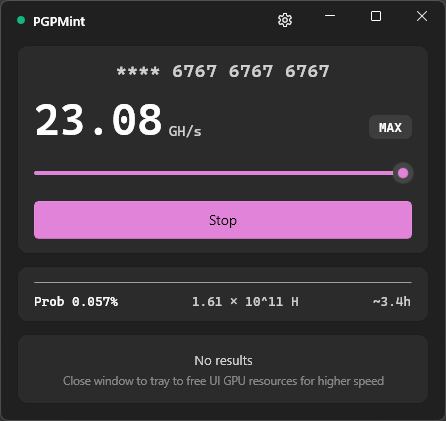 PGPMint
**** 6767 6767 6767
23.08 GH/s
MAX
Stop
Prob 0.057% 1.61 × 10^11 H ~3.4h
No results
Close window to tray to free UI GPU resources for higher speed